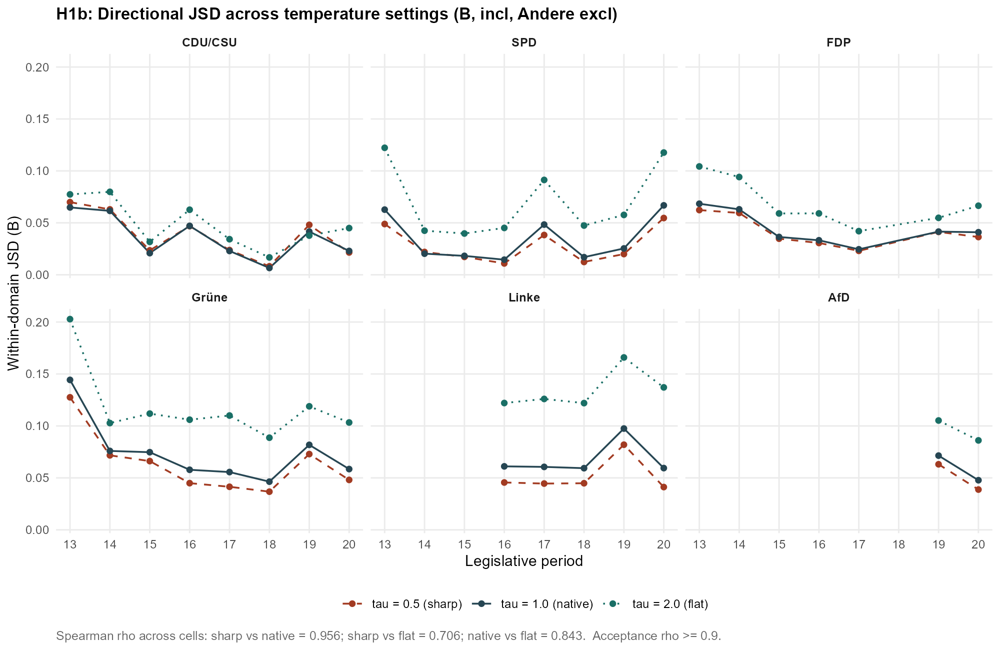 H1b: Directional JSD across temperature settings (B, incl, Andere excl)
CDU/CSU SPD FDP
0.20
0.15
0.10
0.05
0.00
Within-domain JSD (B)
Grüne Linke AfD
0.20
0.15
0.10
0.05
0.00
13 14 15 16 17 18 19 20 13 14 15 16 17 18 19 20 13 14 15 16 17 18 19 20
Legislative period
tau = 0.5 (sharp) tau = 1.0 (native) tau = 2.0 (flat)
Spearman rho across cells: sharp vs native = 0.956; sharp vs flat = 0.706; native vs flat = 0.843.  Acceptance rho >= 0.9.